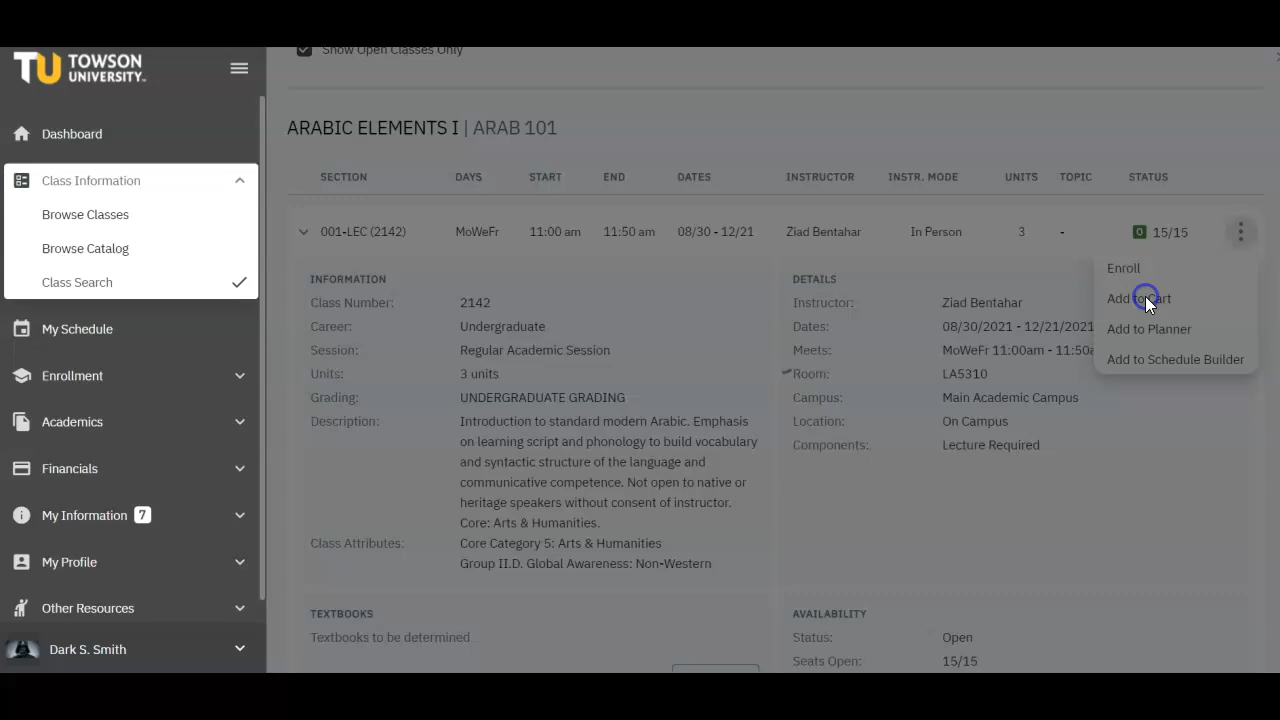 TU TOWSON UNIVERSITY.
Dashboard
Class Information
Browse Classes
Browse Catalog
Class Search
My Schedule
Enrollment
Academics
Financials
My Information 7
My Profile
Other Resources
Dark S. Smith
Show Open Classes Only
ARABIC ELEMENTS I | ARAB 101
SECTION DAYS START END DATES INSTRUCTOR INSTR. MODE UNITS TOPIC STATUS
001-LEC (2142) MoWeFr 11:00 am 11:50 am 08/30 - 12/21 Ziad Bentahar In Person 3 - O 15/15
Enroll
Add to Cart
Add to Planner
Add to Schedule Builder
INFORMATION
Class Number: 2142
Career: Undergraduate
Session: Regular Academic Session
Units: 3 units
Grading: UNDERGRADUATE GRADING
Description: Introduction to standard modern Arabic. Emphasis
on learning script and phonology to build vocabulary
and syntactic structure of the language and
communicative competence. Not open to native or
heritage speakers without consent of instructor.
Core: Arts & Humanities.
Class Attributes: Core Category 5: Arts & Humanities
Group II.D. Global Awareness: Non-Western
DETAILS
Instructor: Ziad Bentahar
Dates: 08/30/2021 - 12/21/2021
Meets: MoWeFr 11:00am - 11:50a
Room: LA5310
Campus: Main Academic Campus
Location: On Campus
Components: Lecture Required
TEXTBOOKS
Textbooks to be determined
AVAILABILITY
Status: Open
Seats Open: 15/15